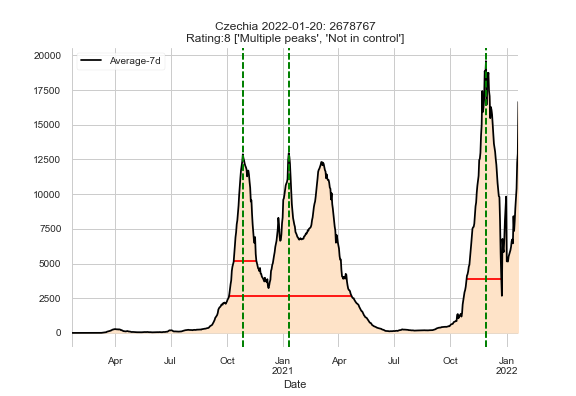 Czechia 2022-01-20: 2678767
Rating:8 ['Multiple peaks', 'Not in control']
Average-7d
20000
17500
15000
12500
10000
7500
5000
2500
0
Apr Jul Oct Jan Apr Jul Oct Jan
2021 2022
Date